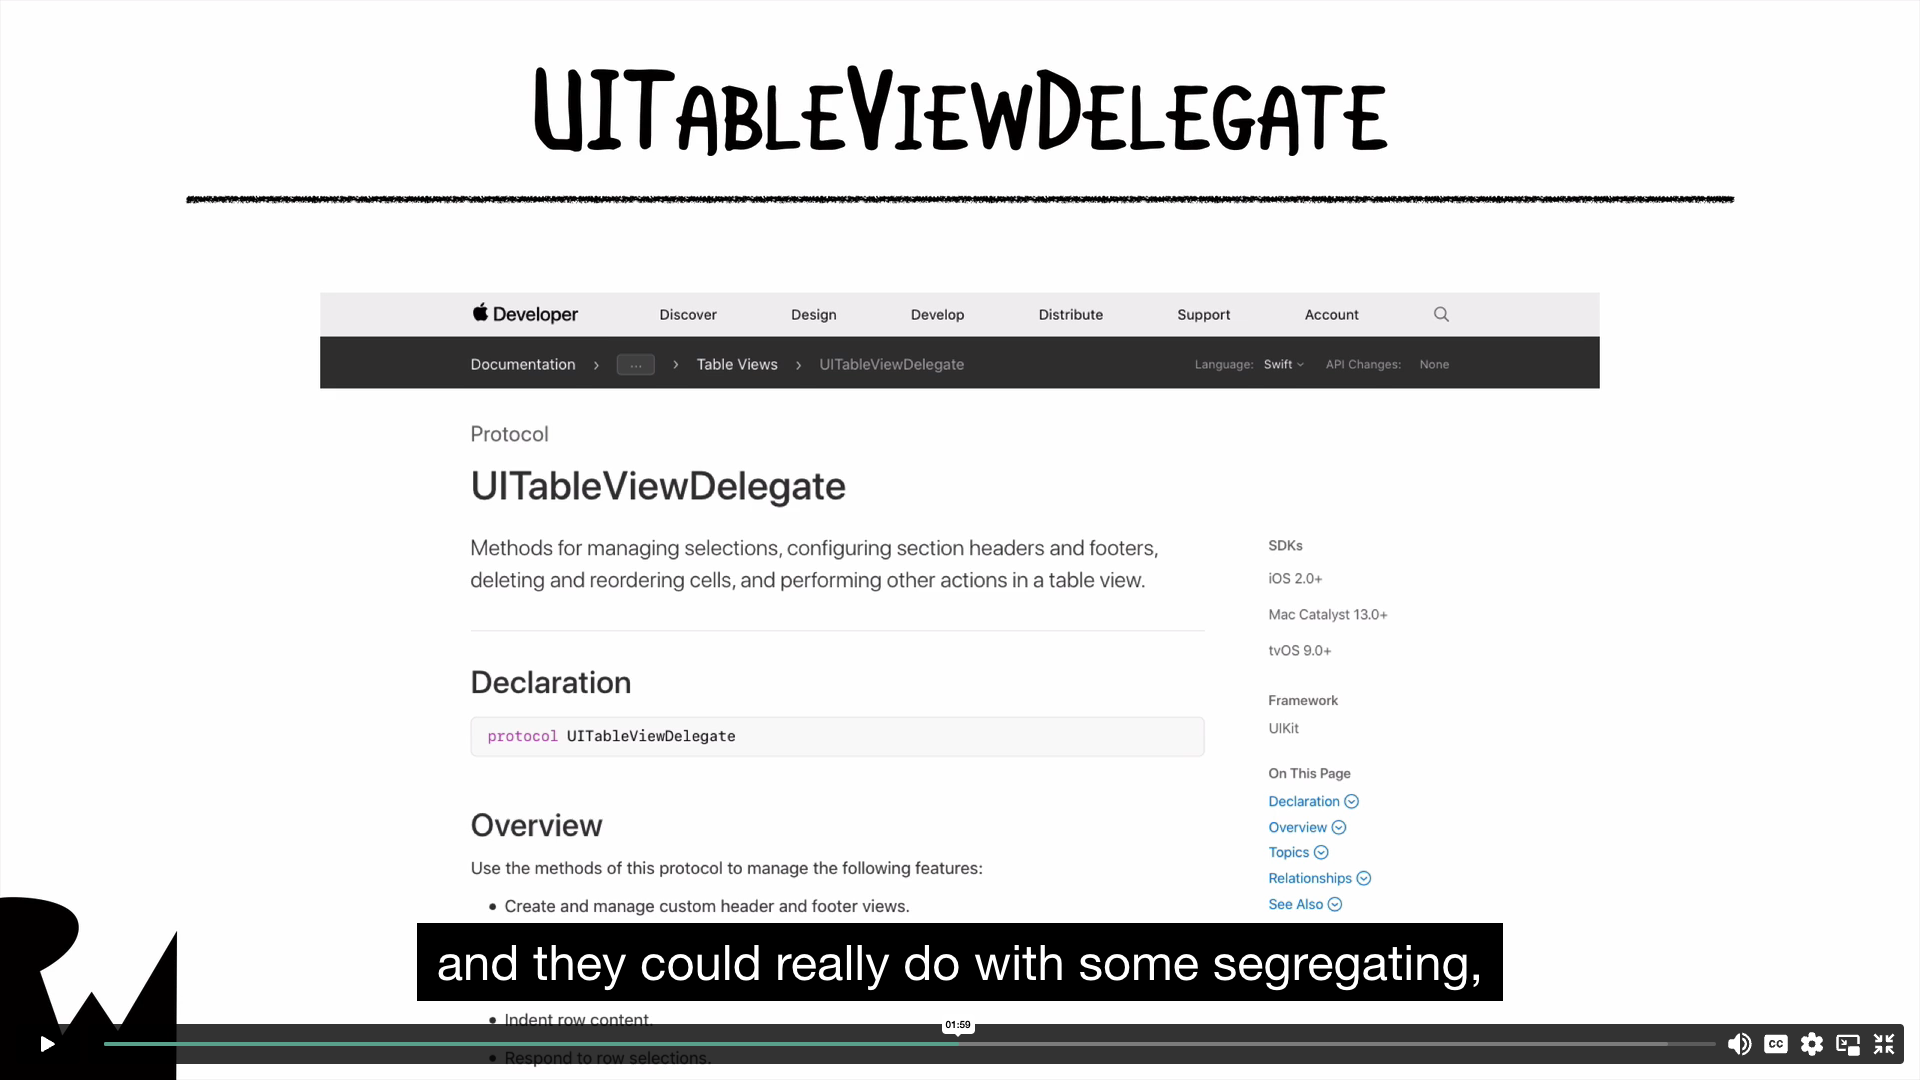 UITableViewDelegate
Developer Discover Design Develop Distribute Support Account
Documentation › ... › Table Views › UITableViewDelegate Language: Swift API Changes: None
Protocol
UITableViewDelegate
Methods for managing selections, configuring section headers and footers,
deleting and reordering cells, and performing other actions in a table view.
SDKs
iOS 2.0+
Mac Catalyst 13.0+
tvOS 9.0+
Framework
UIKit
On This Page
Declaration
Overview
Topics
Relationships
See Also
Declaration
protocol UITableViewDelegate
Overview
Use the methods of this protocol to manage the following features:
• Create and manage custom header and footer views.
and they could really do with some segregating,
• Indent row content.
01:59
CC
• Respond to row selections.